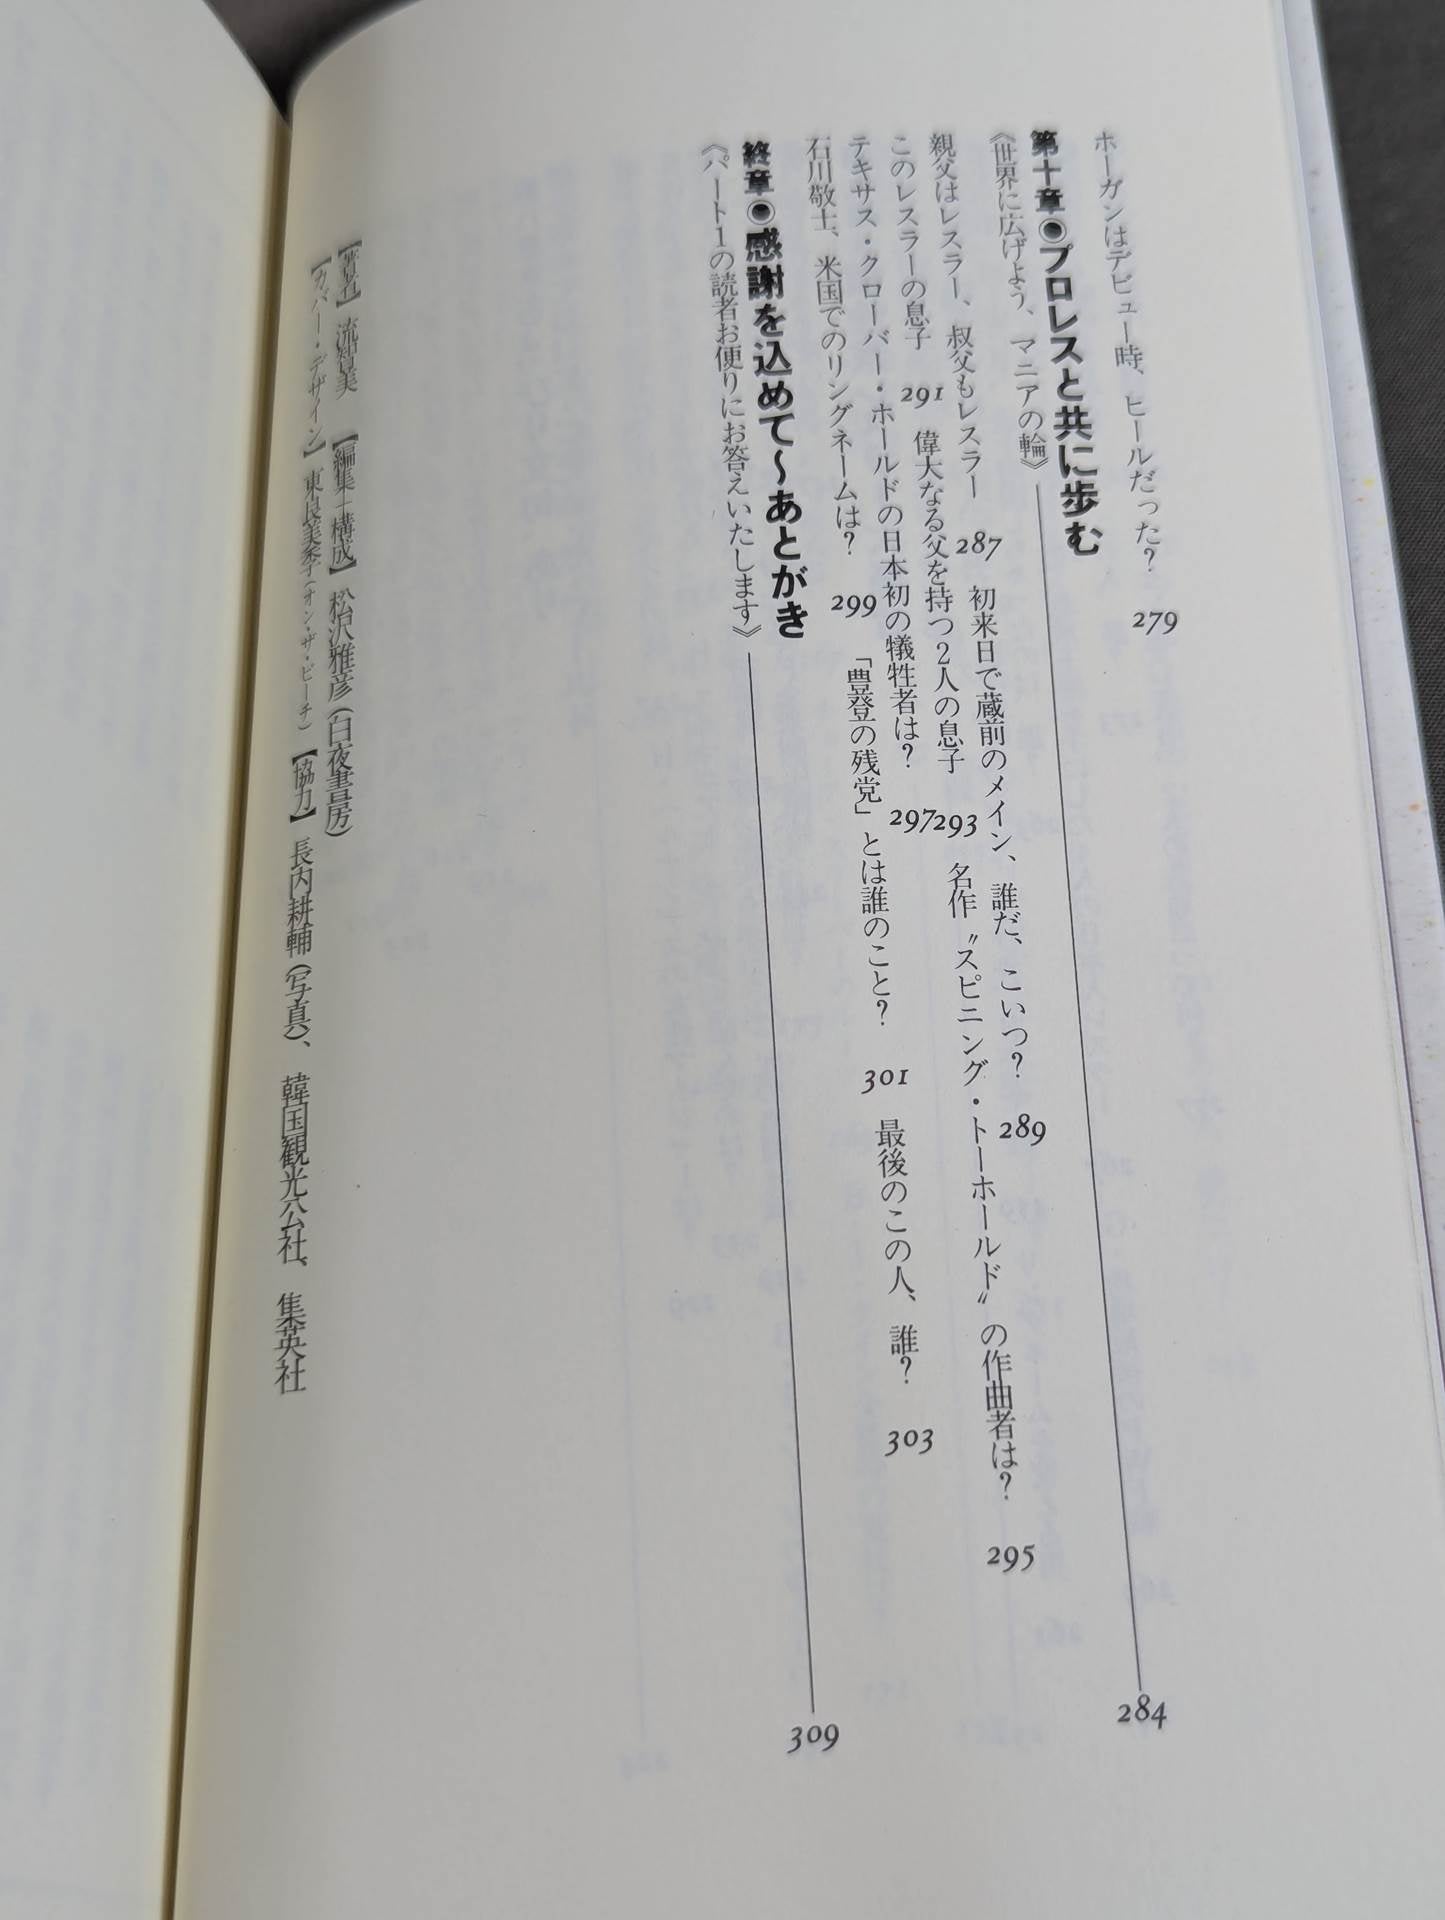 ホーガンはデビュー時、ヒールだった? 279
第十章◉プロレスと共に歩む
《世界に広げよう、マニアの輪》 284
親父はレスラー、叔父もレスラー 287 初来日で蔵前のメイン、誰だ、こいつ? 289
このレスラーの息子 291 偉大なる父を持つ2人の息子 293 名作〝スピニング・トーホールド〟の作曲者は? 295
テキサス・クローバー・ホールドの日本初の犠牲者は? 297
石川敬士、米国でのリングネームは? 299 「豊登の残党」とは誰のこと? 301 最後のこの人、誰? 303
終章◉感謝を込めて〜あとがき
《パート1の読者お便りにお答えいたします》 309
【著者】流智美 【編集+構成】松沢雅彦(白夜書房)
【カバー・デザイン】東良美季(オン・ザ・ビーチ)【協力】長内耕輔(写真)、韓国観光公社、集英社